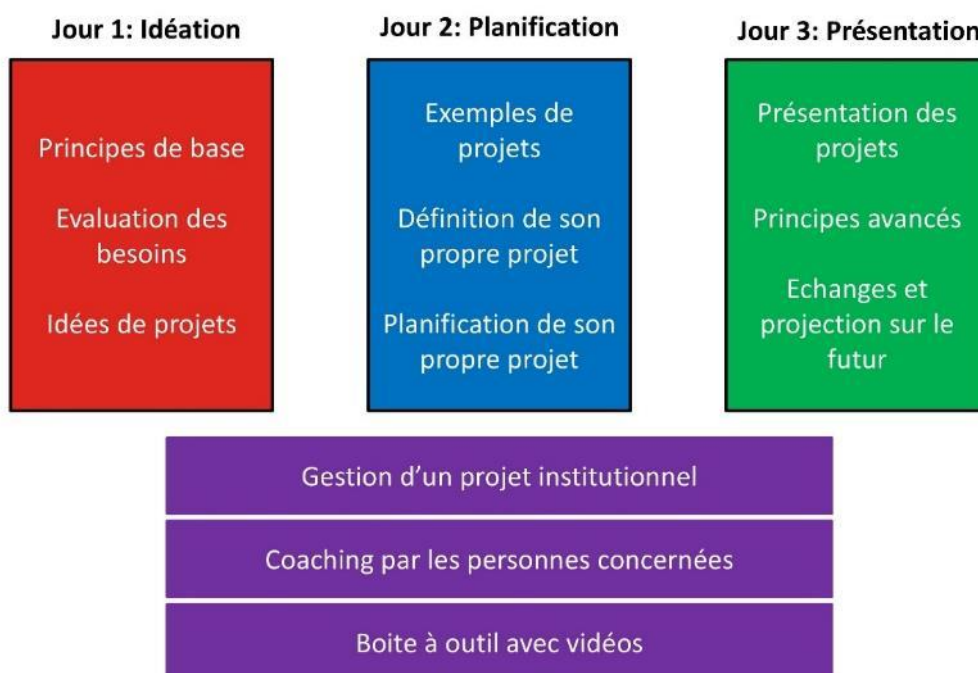 Jour 1: Idéation
Principes de base
Evaluation des
besoins
Idées de projets
Jour 2: Planification
Exemples de
projets
Définition de son
propre projet
Planification de son
propre projet
Jour 3: Présentation
Présentation des
projets
Principes avancés
Echanges et
projection sur le
futur
Gestion d’un projet institutionnel
Coaching par les personnes concernées
Boite à outil avec vidéos